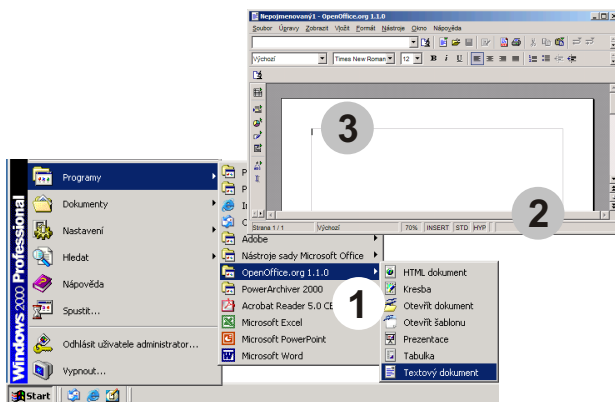 Nepojmenovaný1 - OpenOffice.org 1.1.0
Soubor Úpravy Zobrazit Vložit Formát Nástroje Okno Nápověda
Výchozí Times New Roman 12 B i U
3
Strana 1 / 1 Výchozí 70% INSERT STD HYP
2
Windows 2000 Professional
Programy
Dokumenty
Nastavení
Hledat
Nápověda
Spustit...
Odhlásit uživatele administrator...
Vypnout...
Start
P
P
Adobe
Nástroje sady Microsoft Office
OpenOffice.org 1.1.0
PowerArchiver 2000
Acrobat Reader 5.0 CE
Microsoft Excel
Microsoft PowerPoint
Microsoft Word
1
HTML dokument
Kresba
Otevřít dokument
Otevřít šablonu
Prezentace
Tabulka
Textový dokument